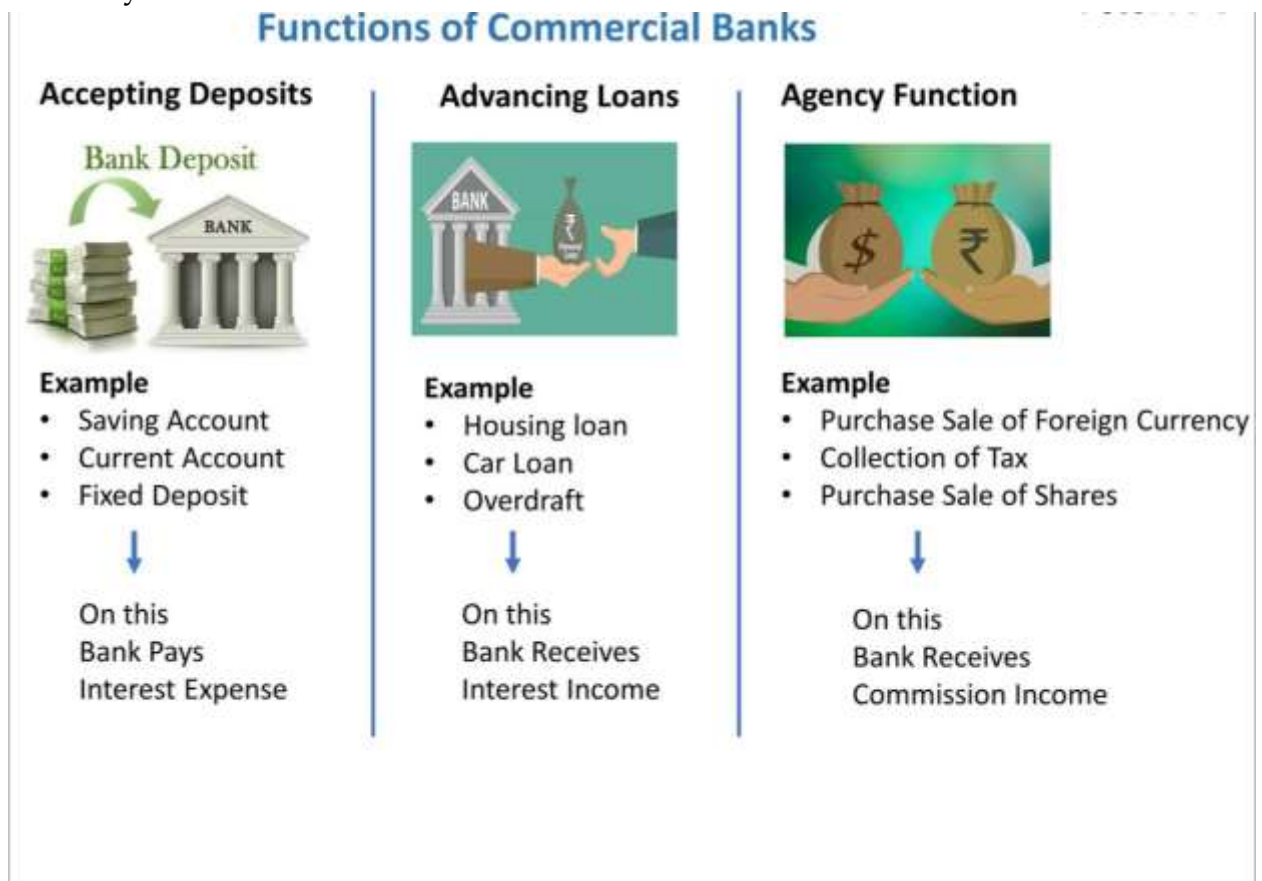 Functions of Commercial Banks
Accepting Deposits
Bank Deposit
BANK
Example
• Saving Account
• Current Account
• Fixed Deposit
On this
Bank Pays
Interest Expense
Advancing Loans
BANK
₹
Example
• Housing loan
• Car Loan
• Overdraft
On this
Bank Receives
Interest Income
Agency Function
$
₹
Example
• Purchase Sale of Foreign Currency
• Collection of Tax
• Purchase Sale of Shares
On this
Bank Receives
Commission Income